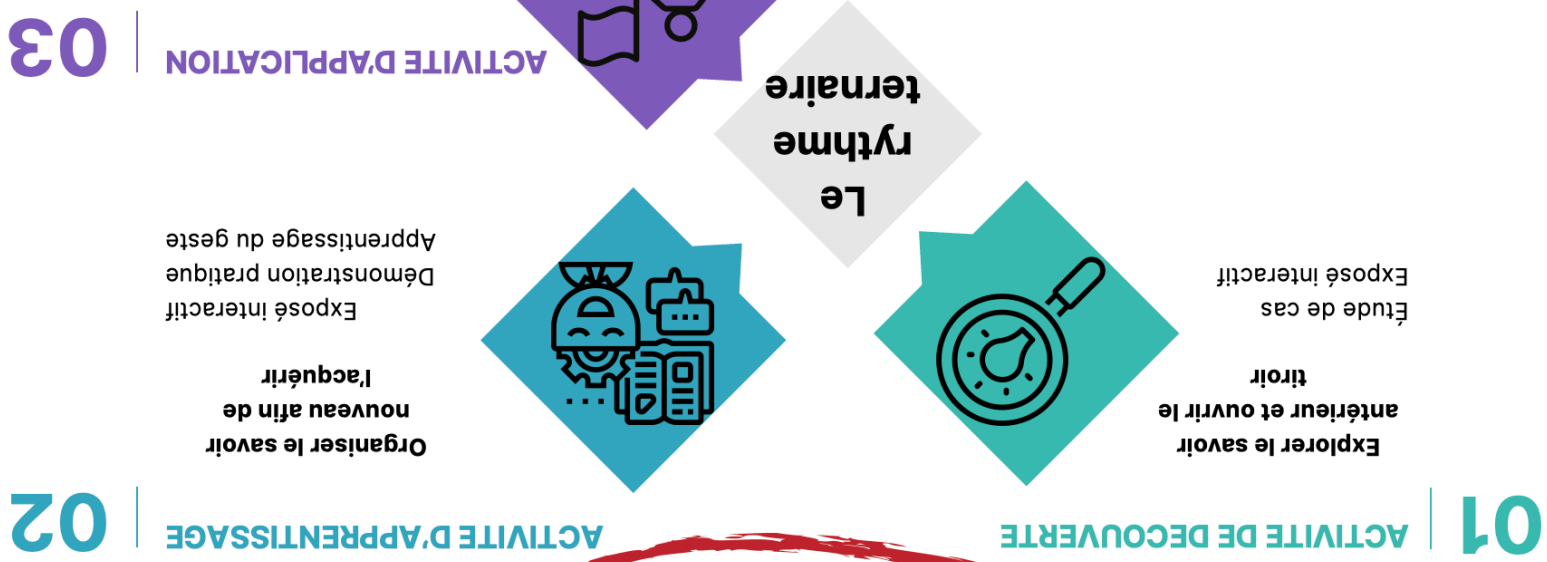 01
ACTIVITE DE DECOUVERTE
Explorer le savoir
antérieur et ouvrir le
tiroir
Étude de cas
Exposé interactif
02
ACTIVITE D'APPRENTISSAGE
Organiser le savoir
nouveau afin de
l'acquérir
Exposé interactif
Démonstration pratique
Apprentissage du geste
Le
rythme
ternaire
03
ACTIVITE D'APPLICATION